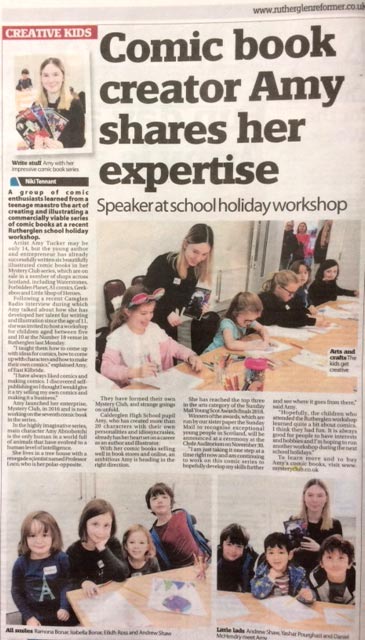 www.rutherglenreformer.co.uk
CREATIVE KIDS
Write stuff Amy with her
impressive comic book series
Comic book
creator Amy
shares her
expertise
Speaker at school holiday workshop
Niki Tennant
A group of comic
enthusiasts learned from a
teenage maestro the art of
creating and illustrating a
commercially viable series
of comic books at a recent
Rutherglen school holiday
workshop.
Artist Amy Tucker may be
only 14, but the young author
and entrepreneur has already
successfully written six beautifully
illustrated comic books in her
Mystery Club series, which are on
sale in a number of shops across
Scotland, including Waterstones,
Forbidden Planet, A1 comics, Geek-
aboo and Little Shop of Heroes.
Following a recent Camglen
Radio interview during which
Amy talked about how she has
developed her talent for writing
and illustration since the age of 11,
she was invited to host a workshop
for children aged between five
and 10 at the Number 18 venue in
Rutherglen last Monday.
"I taught them how to come up
with ideas for comics, how to come
up with characters and how to make
their own comics," explained Amy,
of East Kilbride.
"I have always liked comics and
making comics. I discovered self-
publishing so I thought I would give
it a try selling my own comics and
making it a business."
Amy launched her enterprise,
Mystery Club, in 2016 and is now
working on the seventh comic book
in the series.
In the highly imaginative series,
main character Amy
is the only human in a world full
of animals that have evolved to a
human level of intelligence.
She lives in a tree house with a
renegade scientist named Professor
Lexi, who is her polar opposite.
They have formed their own
Mystery Club, and strange goings
on unfold.
Calderglen High School pupil
Amy, who has created more than
20 characters with their own
personalities and idiosyncrasies,
already has her heart set on a career
as an author and illustrator.
With her comic books selling
well in book stores and online, an
ambitious Amy is heading in the
right direction.
She has reached the top three
in the arts category of the Sunday
Mail Young Scot Awards Finals 2018.
Winners of the awards, which are
run by our sister paper the Sunday
Mail to recognise exceptional
young people in Scotland, will
be announced at a ceremony at the
Clyde Auditorium on November 30.
"I am just taking it one step at a
time right now and am continuing
to work on this comic series to
hopefully develop my skills further
and see where it goes from there,"
said Amy.
"Hopefully, the children who
attended the Rutherglen workshop
learned quite a bit about comics.
I think they had fun. It is always
good for people to have interests
and hobbies and I'm hoping to run
another workshop during the next
school holidays."
To learn more and to buy
Amy's comic books, visit www.
Arts and
crafts The
kids get
creative
All smiles Ramona Bonar, Isabella Bonar, Eilidh Ross and Andrew Shaw
Little lads Andrew Shaw, Yashar Pourghazi and Daniel
McHendry meet Amy